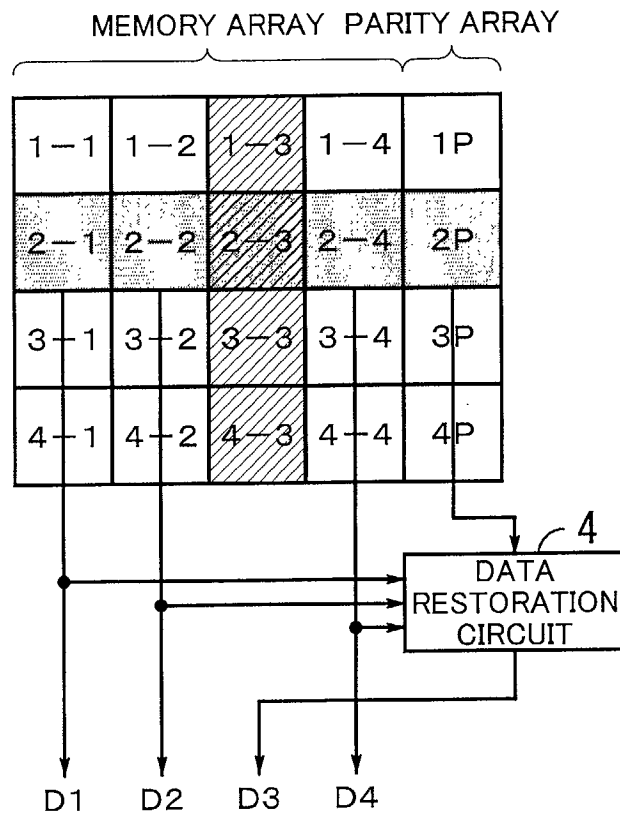 MEMORY ARRAY PARITY ARRAY
1-1 1-2 1-3 1-4 1P
2-1 2-2 2-3 2-4 2P
3-1 3-2 3-3 3-4 3P
4-1 4-2 4-3 4-4 4P
4
DATA
RESTORATION
CIRCUIT
D1 D2 D3 D4